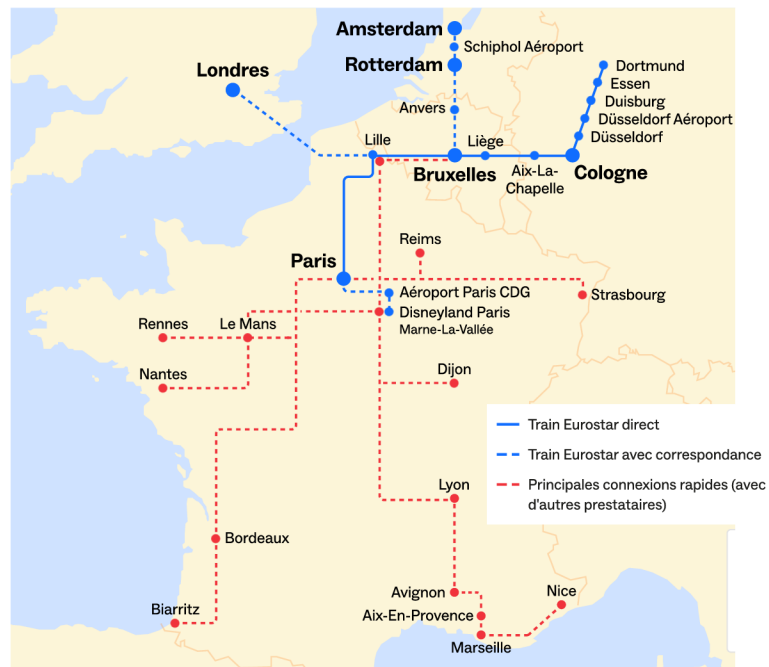 Amsterdam
Schiphol Aéroport
Rotterdam
Londres
Dortmund
Essen
Duisburg
Düsseldorf Aéroport
Düsseldorf
Anvers
Lille
Liège
Bruxelles
Aix-La-
Chapelle
Cologne
Reims
Paris
Aéroport Paris CDG
Strasbourg
Disneyland Paris
Marne-La-Vallée
Rennes
Le Mans
Nantes
Dijon
Train Eurostar direct
Train Eurostar avec correspondance
Principales connexions rapides (avec
d'autres prestataires)
Lyon
Bordeaux
Avignon
Nice
Biarritz
Aix-En-Provence
Marseille